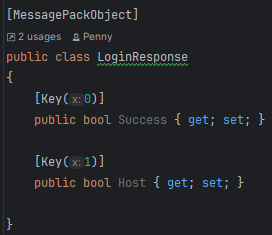 [MessagePackObject]
2 usages Penny
public class LoginResponse
{
[Key(x:0)]
public bool Success { get; set; }
[Key(x:1)]
public bool Host { get; set; }
}